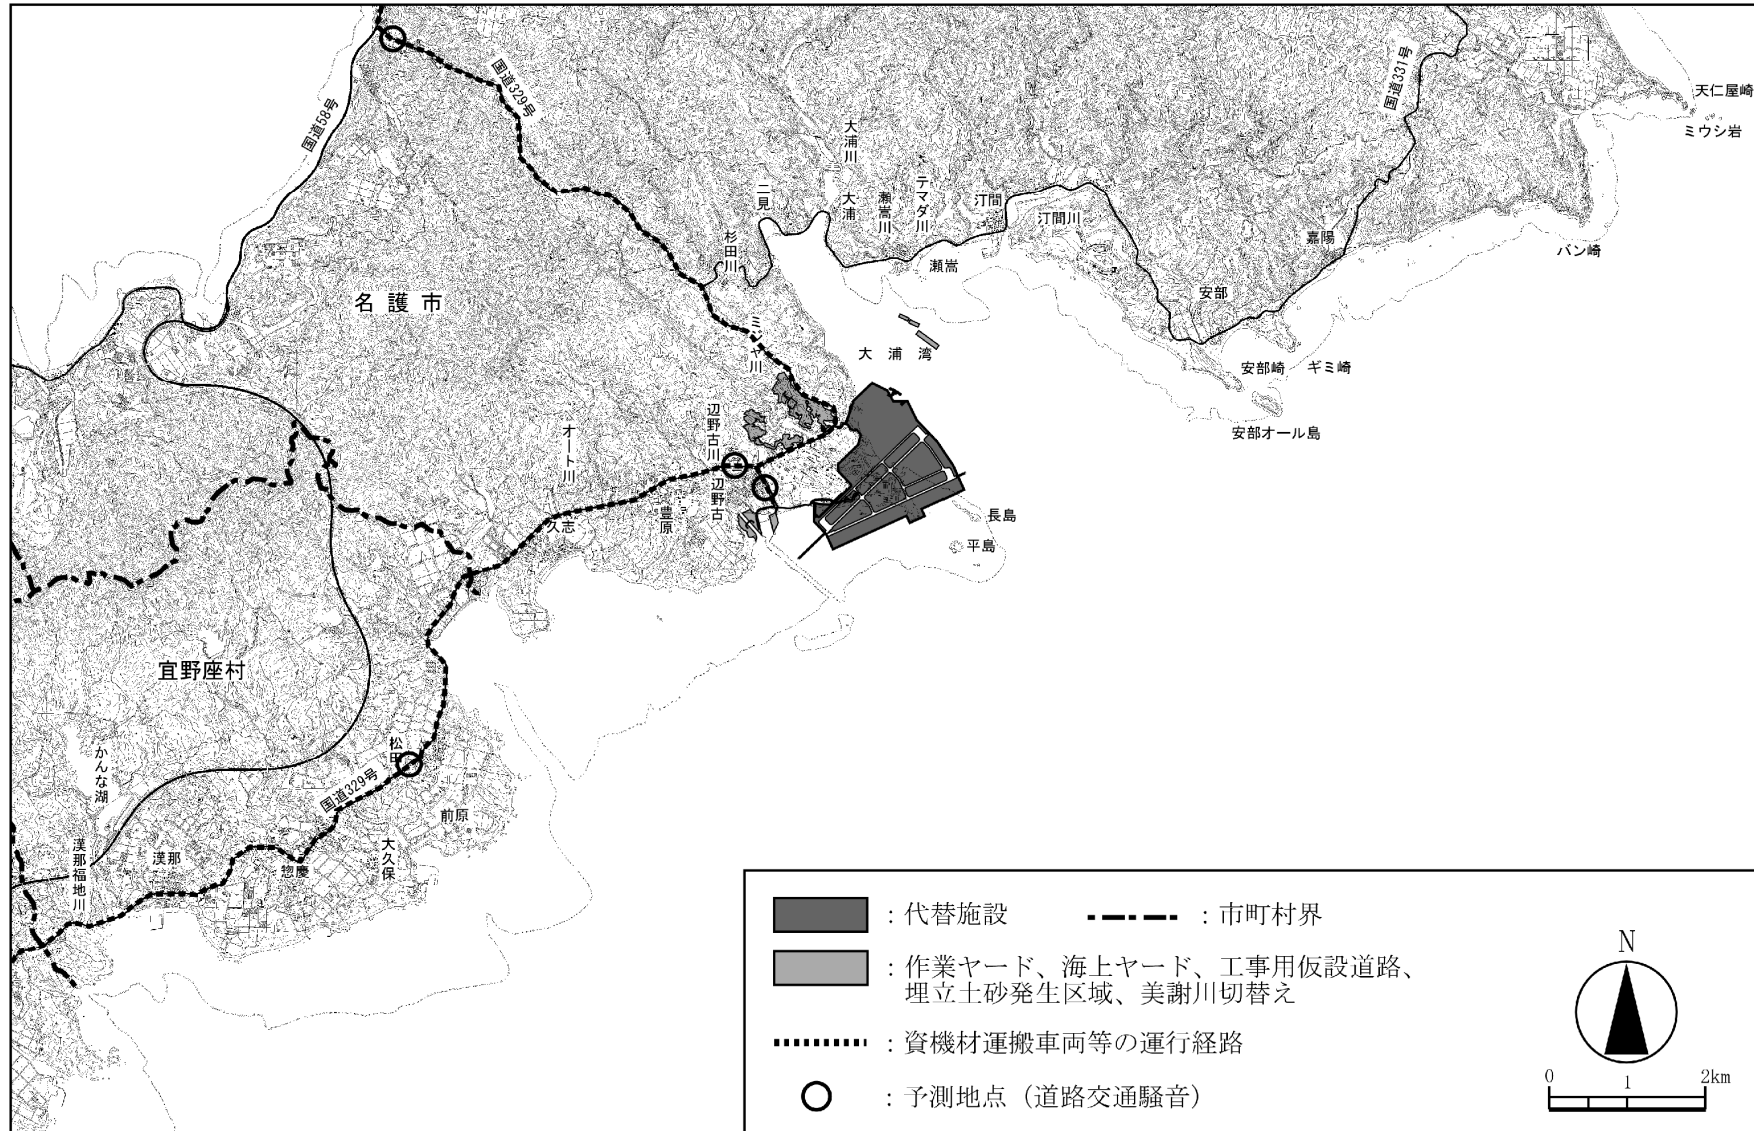 国道58号
国道329号
国道331号
天仁屋崎
ミウシ岩
バン崎
大浦川
二見
大浦
瀬嵩川
テマダ川
汀間
汀間川
嘉陽
杉田川
瀬嵩
安部
名護市
ミジャ川
大浦湾
安部崎
ギミ崎
安部オール島
辺野古川
オート川
辺野古
豊原
久志
長島
平島
宜野座村
松田
かんな湖
国道329号
前原
漢那福地川
漢那
惣慶
大久保
：代替施設
：市町村界
：作業ヤード、海上ヤード、工事用仮設道路、
埋立土砂発生区域、美謝川切替え
：資機材運搬車両等の運行経路
：予測地点（道路交通騒音）
N
0 1 2km